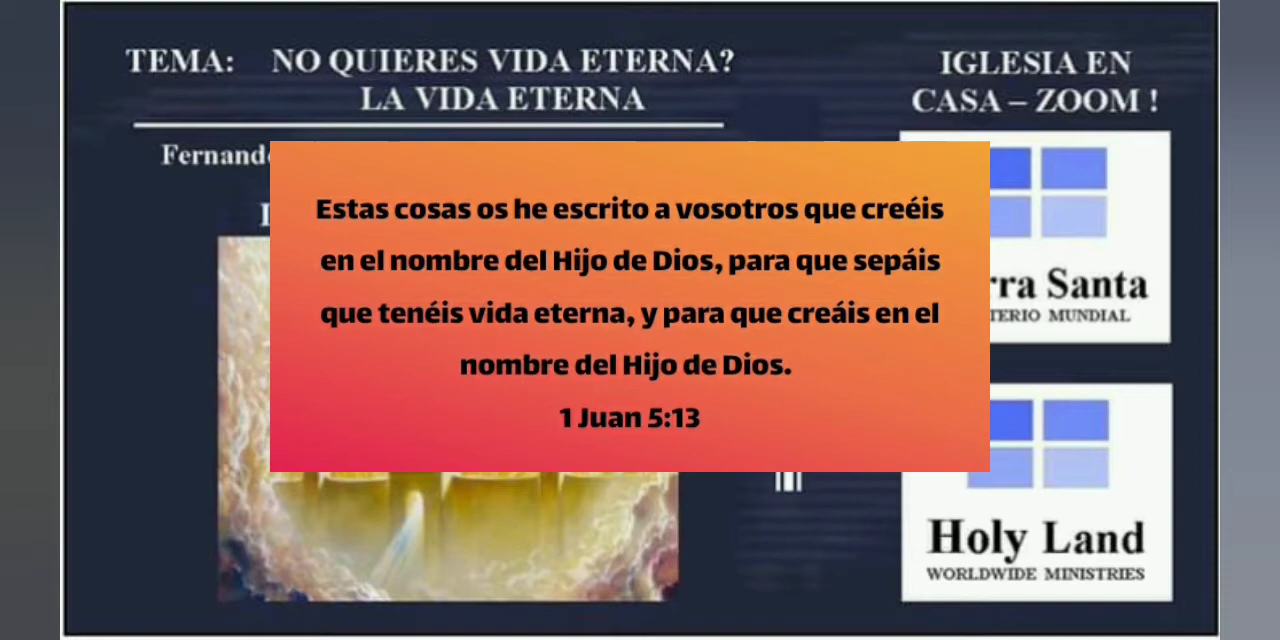 TEMA: NO QUIERES VIDA ETERNA?
LA VIDA ETERNA
IGLESIA EN
CASA – ZOOM !
Estas cosas os he escrito a vosotros que creéis
en el nombre del Hijo de Dios, para que sepáis
que tenéis vida eterna, y para que creáis en el
nombre del Hijo de Dios.
1 Juan 5:13
Santa
MUNDIAL
Holy Land
WORLDWIDE MINISTRIES